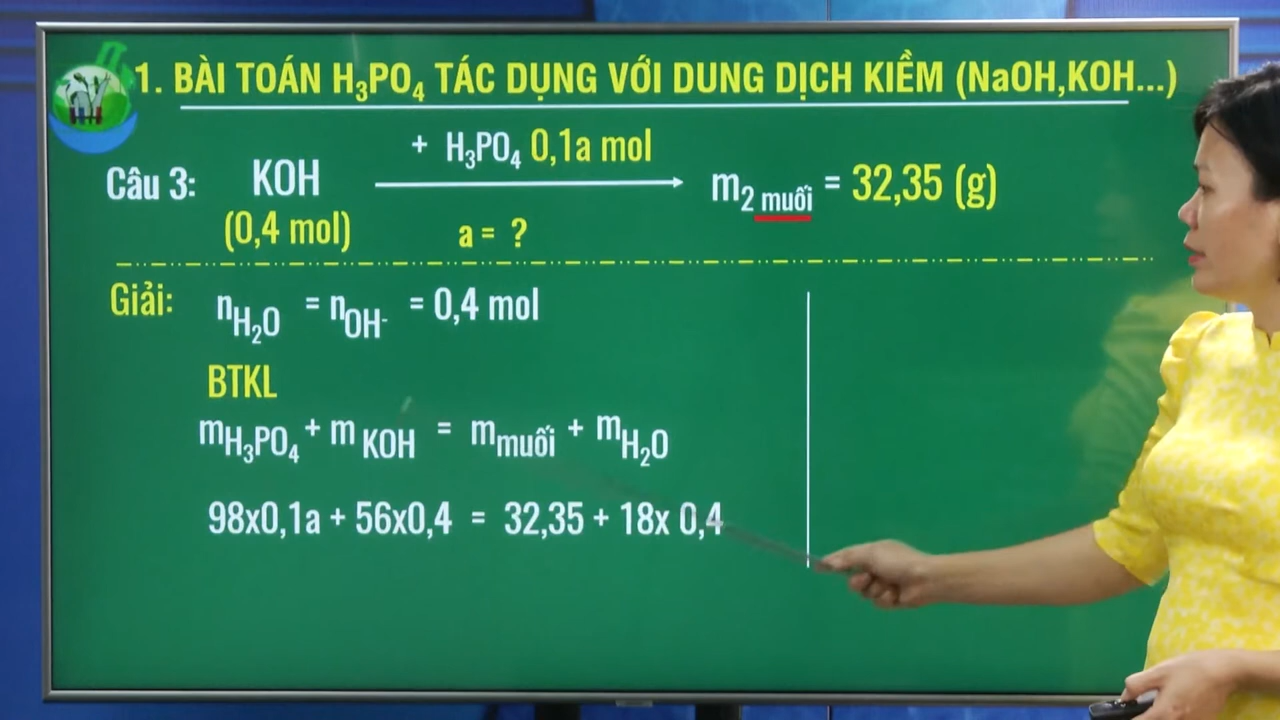 1. BÀI TOÁN H₃PO₄ TÁC DỤNG VỚI DUNG DỊCH KIỀM (NaOH,KOH...)
+ H₃PO₄ 0,1a mol
Câu 3: KOH m₂ muối = 32,35 (g)
(0,4 mol) a = ?
Giải: nH₂O = nOH⁻ = 0,4 mol
BTKL
mH₃PO₄ + m KOH = mmuối + mH₂O
98x0,1a + 56x0,4 = 32,35 + 18x 0,4